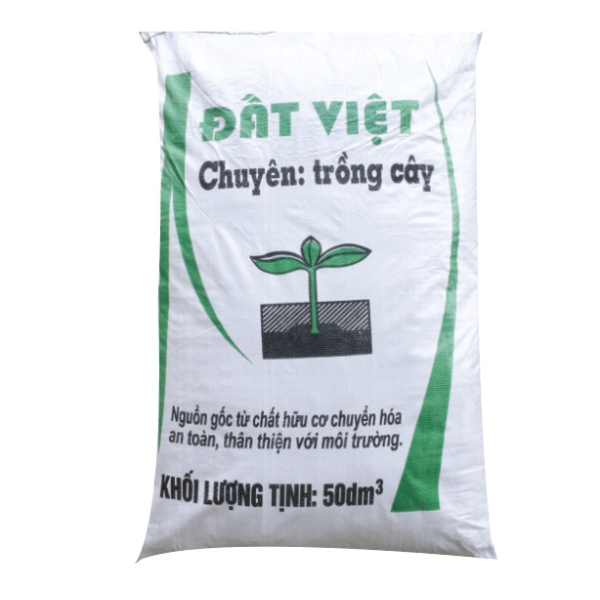 ĐẤT VIỆT
Chuyên: trồng cây
Nguồn gốc từ chất hữu cơ chuyển hóa
an toàn, thân thiện với môi trường.
KHỐI LƯỢNG TỊNH: 50dm³